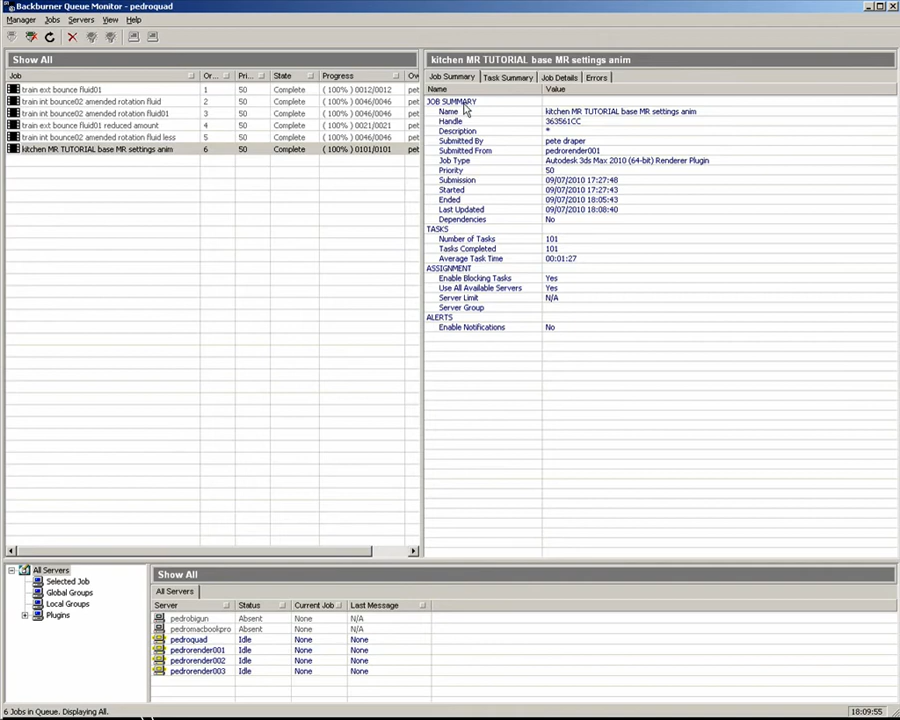 Backburner Queue Monitor - pedroquad
Manager Jobs Servers View Help
Show All
Job Or... Pri... State Progress Ow
train ext bounce fluid01 1 50 Complete ( 100% ) 0012/0012 pet
train int bounce02 amended rotation fluid 2 50 Complete ( 100% ) 0046/0046 pet
train int bounce02 amended rotation fluid01 3 50 Complete ( 100% ) 0046/0046 pet
train ext bounce fluid01 reduced amount 4 50 Complete ( 100% ) 0021/0021 pet
train int bounce02 amended rotation fluid less 5 50 Complete ( 100% ) 0046/0046 pet
kitchen MR TUTORIAL base MR settings anim 6 50 Complete ( 100% ) 0101/0101 pet
kitchen MR TUTORIAL base MR settings anim
Job Summary Task Summary Job Details Errors
Name Value
JOB SUMMARY
Name kitchen MR TUTORIAL base MR settings anim
Handle 363561CC
Description *
Submitted By pete draper
Submitted From pedrorender001
Job Type Autodesk 3ds Max 2010 (64-bit) Renderer Plugin
Priority 50
Submission 09/07/2010 17:27:48
Started 09/07/2010 17:27:43
Ended 09/07/2010 18:05:43
Last Updated 09/07/2010 18:08:40
Dependencies No
TASKS
Number of Tasks 101
Tasks Completed 101
Average Task Time 00:01:27
ASSIGNMENT
Enable Blocking Tasks Yes
Use All Available Servers Yes
Server Limit N/A
Server Group
ALERTS
Enable Notifications No
All Servers
Selected Job
Global Groups
Local Groups
Plugins
Show All
All Servers
Server Status Current Job Last Message
pedrobigun Absent None N/A
pedromacbookpro Absent None N/A
pedroquad Idle None None
pedrorender001 Idle None None
pedrorender002 Idle None None
pedrorender003 Idle None None
6 Jobs in Queue. Displaying All. 18:09:55